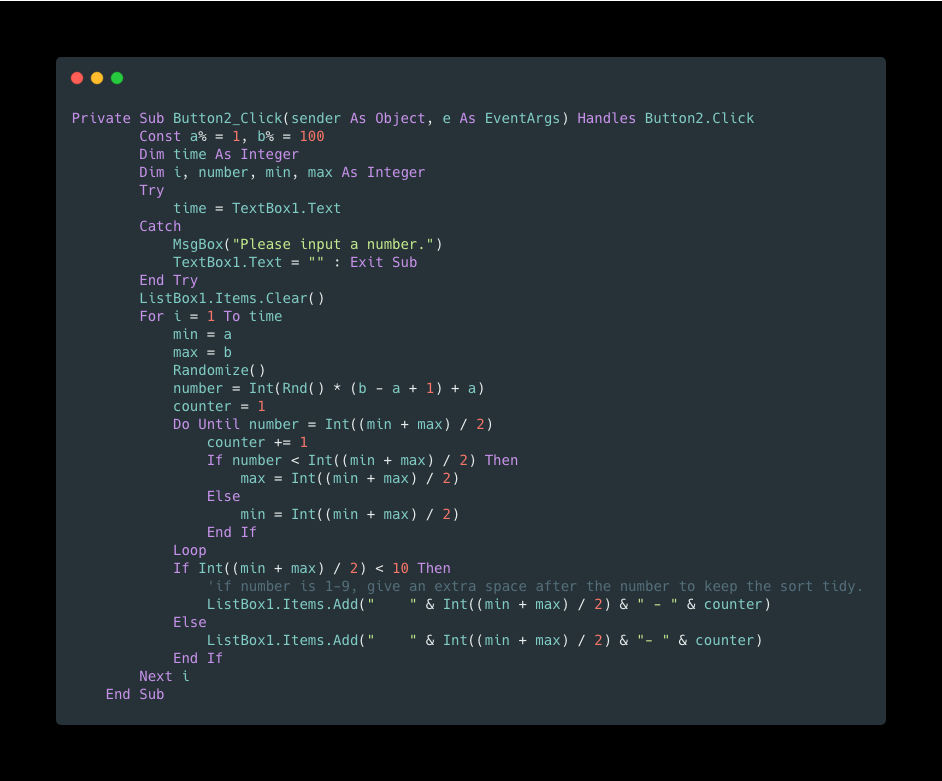 Private Sub Button2_Click(sender As Object, e As EventArgs) Handles Button2.Click
        Const a% = 1, b% = 100
        Dim time As Integer
        Dim i, number, min, max As Integer
        Try
            time = TextBox1.Text
        Catch
            MsgBox("Please input a number.")
            TextBox1.Text = "" : Exit Sub
        End Try
        ListBox1.Items.Clear()
        For i = 1 To time
            min = a
            max = b
            Randomize()
            number = Int(Rnd() * (b - a + 1) + a)
            counter = 1
            Do Until number = Int((min + max) / 2)
                counter += 1
                If number < Int((min + max) / 2) Then
                    max = Int((min + max) / 2)
                Else
                    min = Int((min + max) / 2)
                End If
            Loop
            If Int((min + max) / 2) < 10 Then
                'if number is 1-9, give an extra space after the number to keep the sort tidy.
                ListBox1.Items.Add("    " & Int((min + max) / 2) & " - " & counter)
            Else
                ListBox1.Items.Add("    " & Int((min + max) / 2) & "- " & counter)
            End If
        Next i
    End Sub